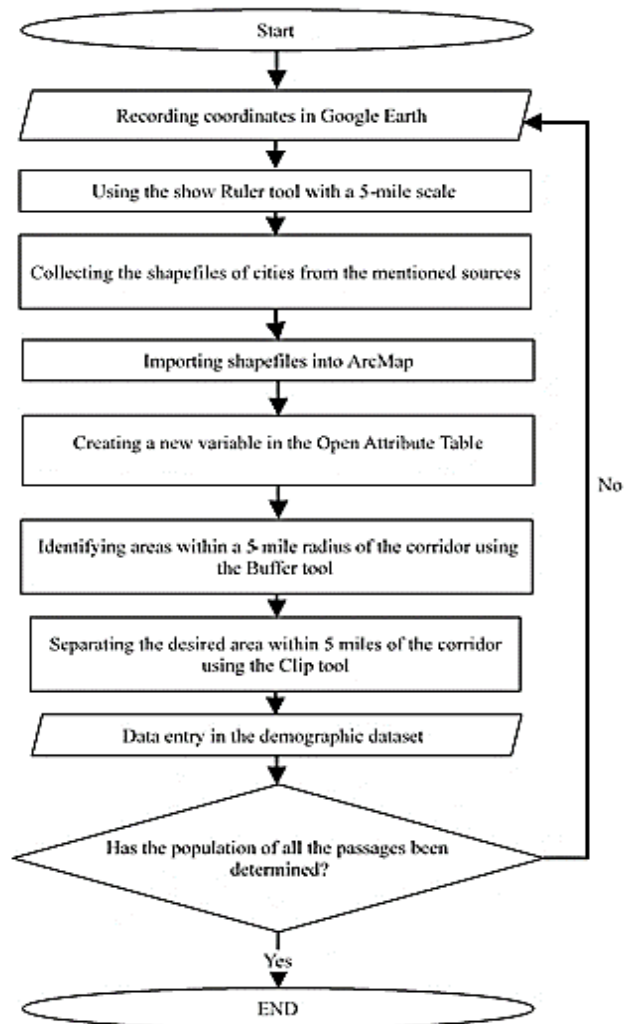 Start
Recording coordinates in Google Earth
Using the show Ruler tool with a 5-mile scale
Collecting the shapefiles of cities from the mentioned sources
Importing shapefiles into ArcMap
Creating a new variable in the Open Attribute Table
No
Identifying areas within a 5-mile radius of the corridor using
the Buffer tool
Separating the desired area within 5 miles of the corridor
using the Clip tool
Data entry in the demographic dataset
Has the population of all the passages been
determined?
Yes
END